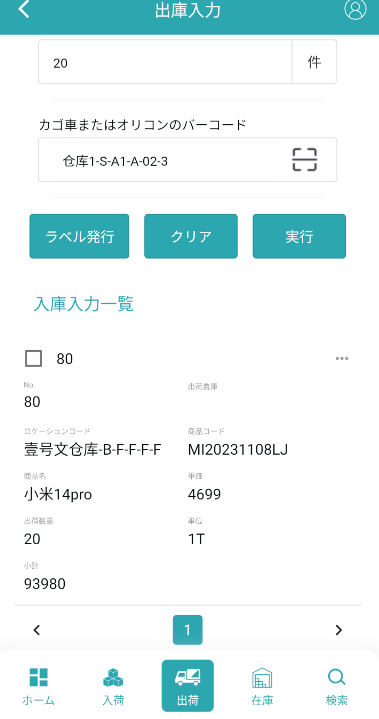 出庫入力
20
件
カゴ車またはオリコンのバーコード
仓库1-S-A1-A-02-3
ラベル発行
クリア
実行
入庫入力一覧
80
No.
出荷倉庫
80
ロケーションコード
商品コード
壹号文仓库-B-F-F-F-F
MI20231108LJ
商品名
単価
小米14pro
4699
出荷数量
単位
20
1T
小計
93980
1
ホーム
入荷
出荷
在庫
検索